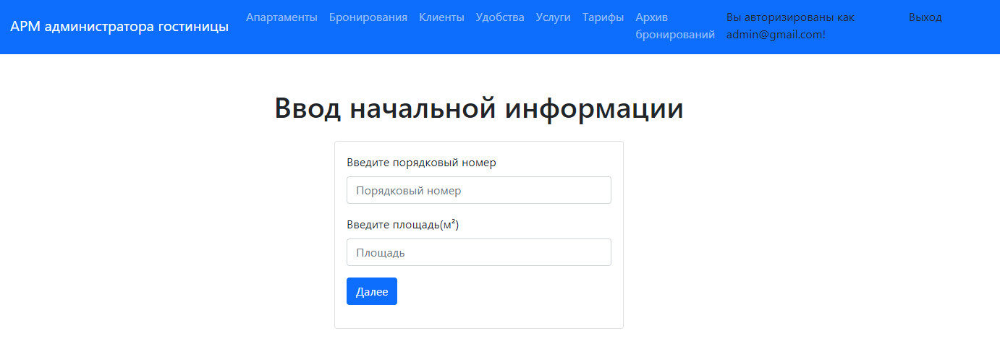 АРМ администратора гостиницы
Апартаменты Бронирования Клиенты Удобства Услуги Тарифы Архив бронирований
Вы авторизированы как admin@gmail.com!
Выход
Ввод начальной информации
Введите порядковый номер
Порядковый номер
Введите площадь(м²)
Площадь
Далее